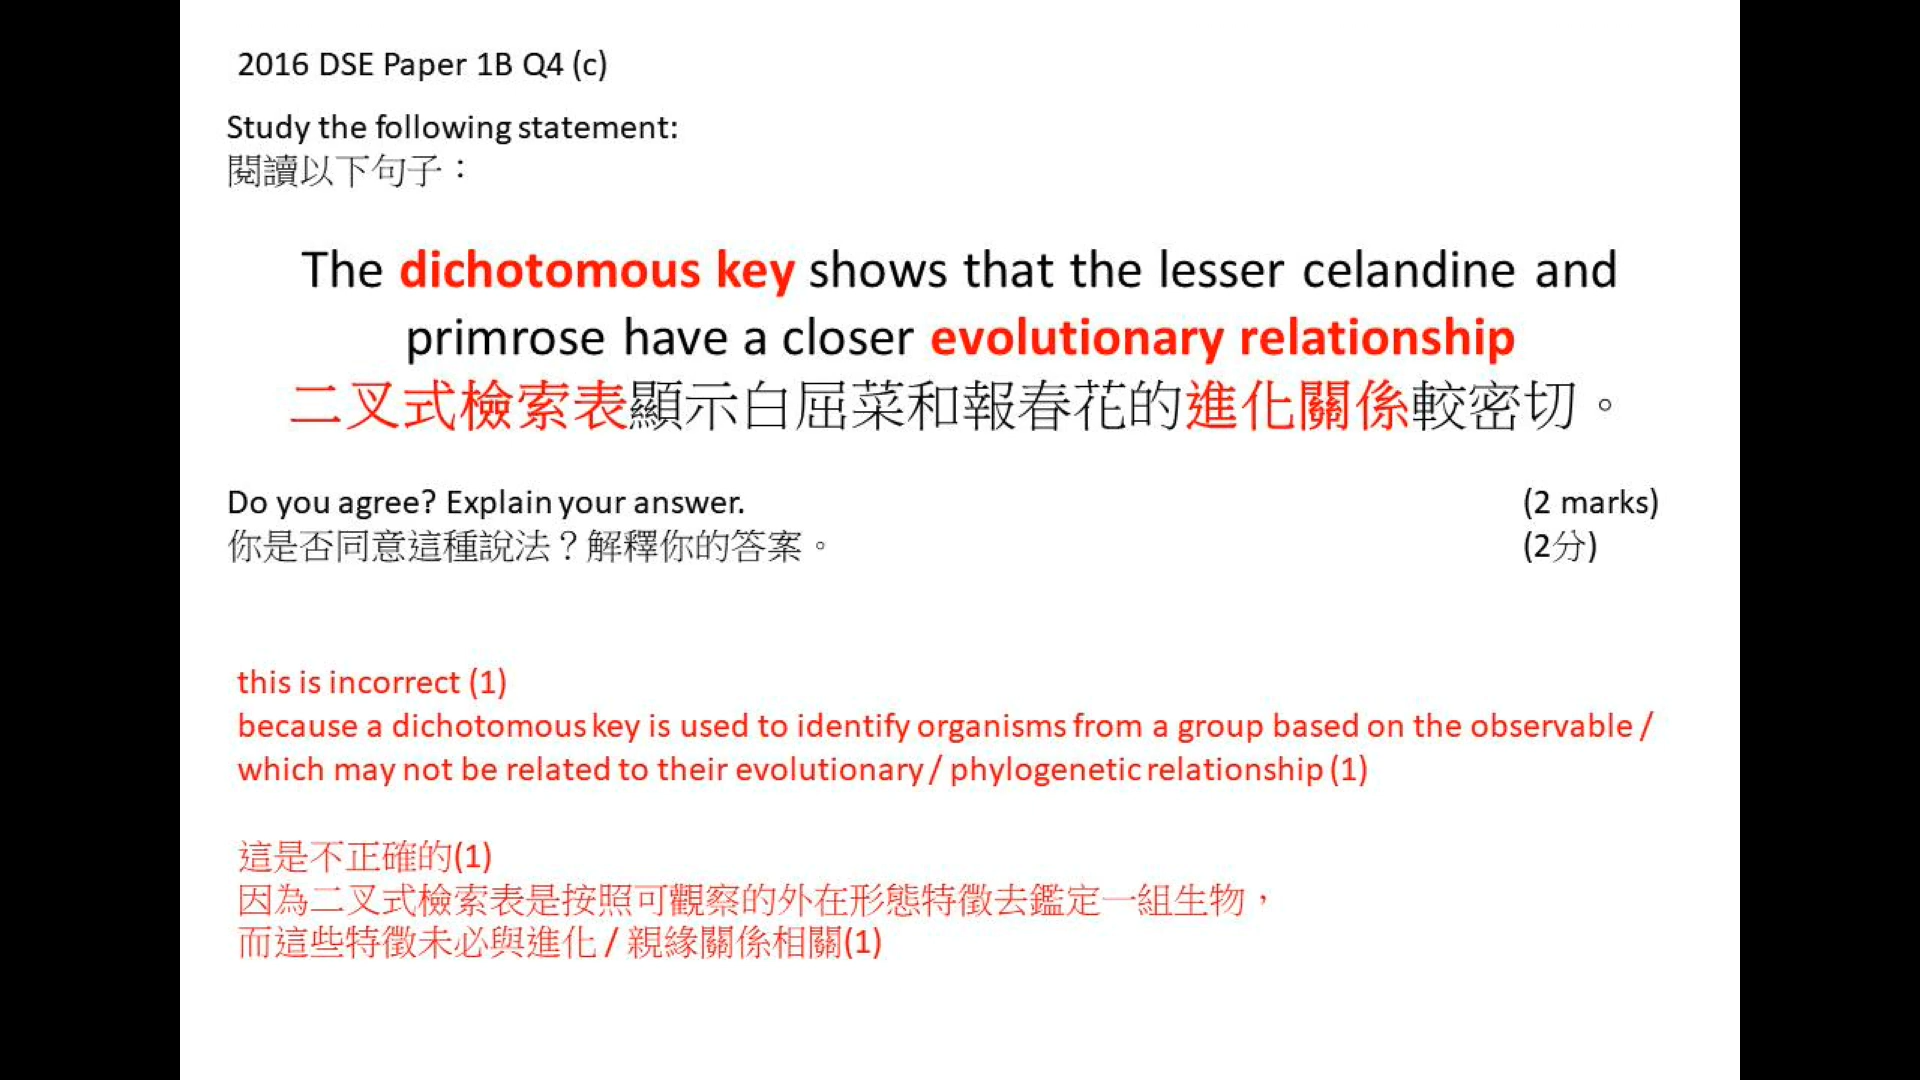 2016 DSE Paper 1B Q4 (c)
Study the following statement:
閱讀以下句子：
The dichotomous key shows that the lesser celandine and
primrose have a closer evolutionary relationship
二叉式檢索表顯示白屈菜和報春花的進化關係較密切。
Do you agree? Explain your answer. (2 marks)
你是否同意這種說法？解釋你的答案。 (2分)
this is incorrect (1)
because a dichotomous key is used to identify organisms from a group based on the observable /
which may not be related to their evolutionary / phylogenetic relationship (1)
這是不正確的(1)
因為二叉式檢索表是按照可觀察的外在形態特徵去鑑定一組生物，
而這些特徵未必與進化 / 親緣關係相關(1)